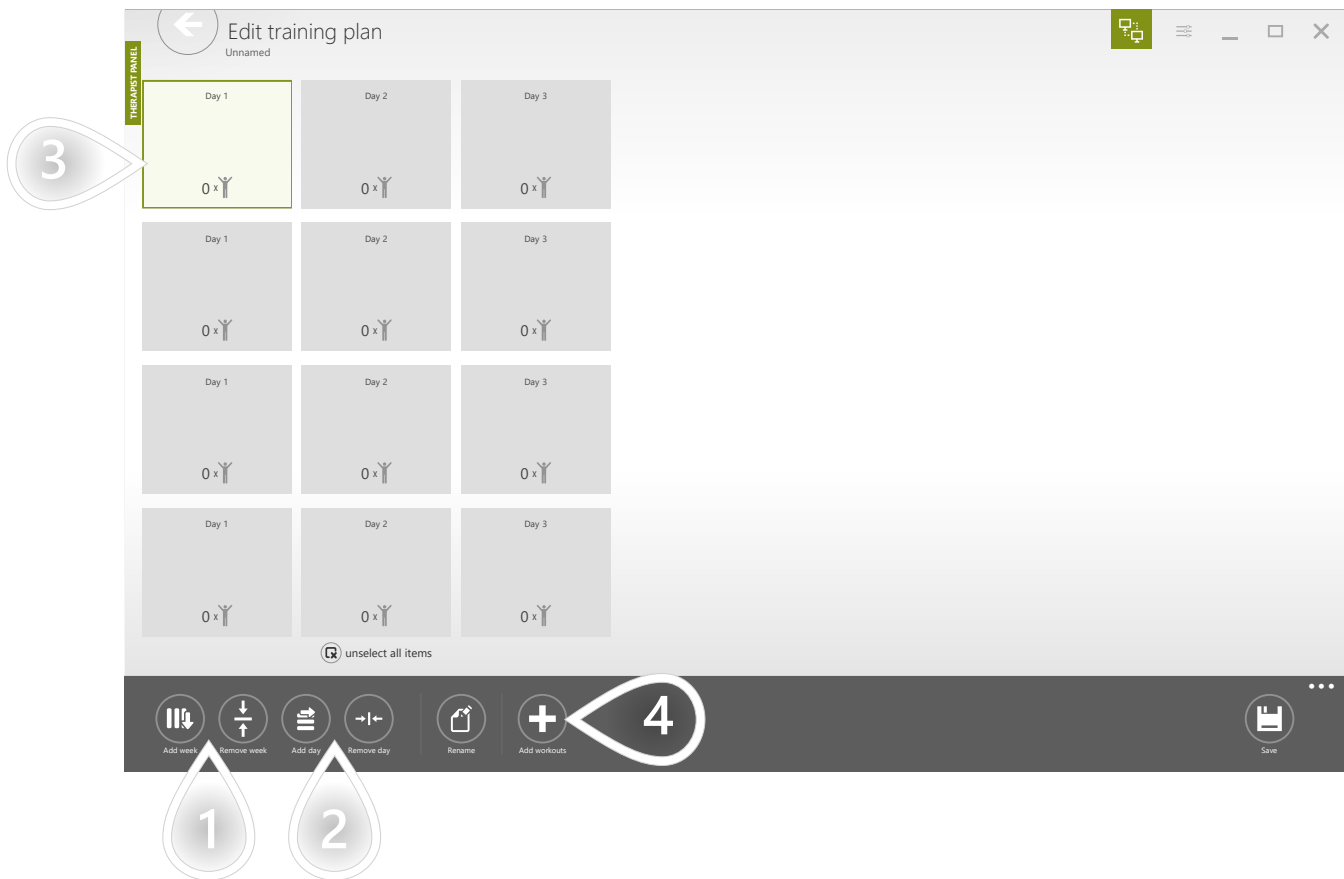 Edit training plan
Unnamed
THERAPIST PANEL
Day 1 Day 2 Day 3
0 x 0 x 0 x
3
Day 1 Day 2 Day 3
0 x 0 x 0 x
Day 1 Day 2 Day 3
0 x 0 x 0 x
Day 1 Day 2 Day 3
0 x 0 x 0 x
unselect all items
4
Add week Remove week Add day Remove day Rename Add workouts Save
1 2